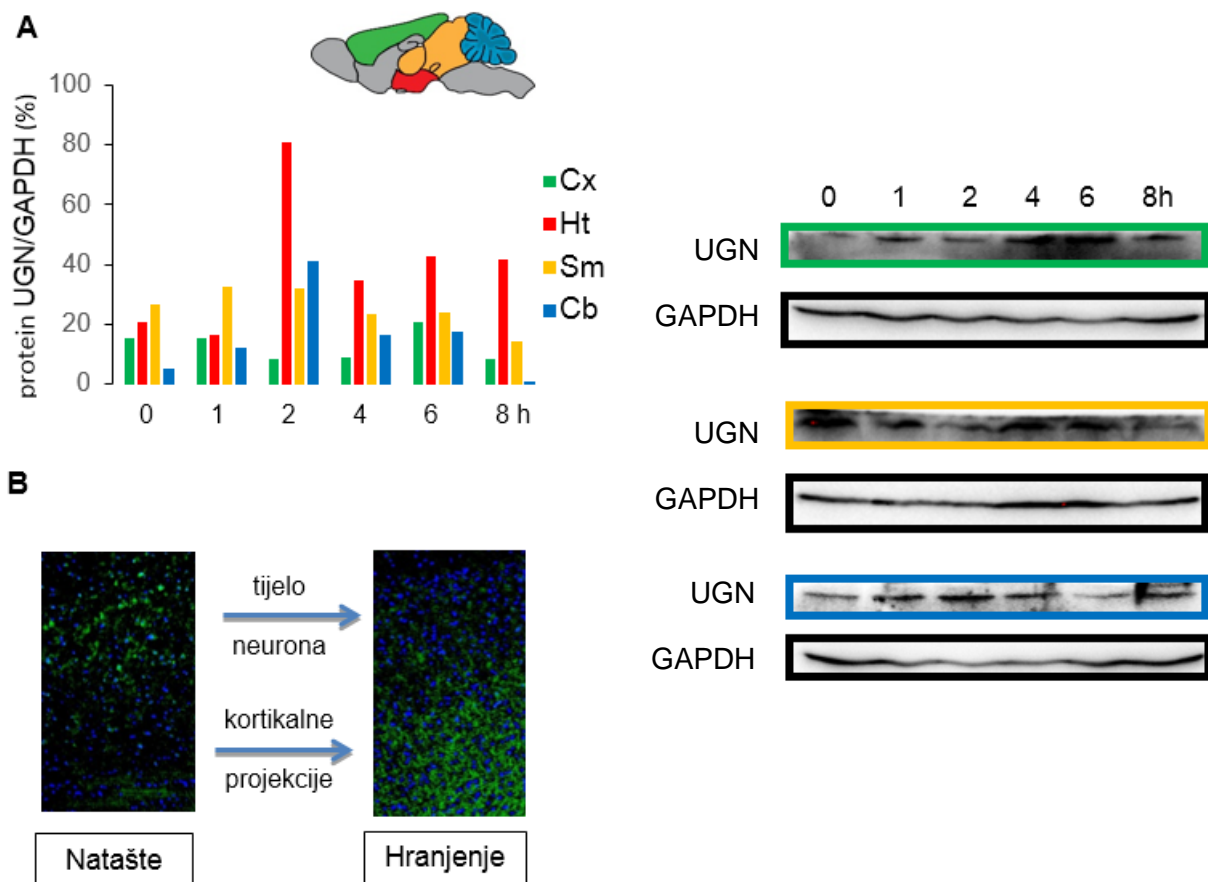 A
protein UGN/GAPDH (%)
100
80
60
40
20
0
0 1 2 4 6 8 h
Cx
Ht
Sm
Cb
B
tijelo
neurona
kortikalne
projekcije
Natašte
Hranjenje
0 1 2 4 6 8h
UGN
GAPDH
UGN
GAPDH
UGN
GAPDH